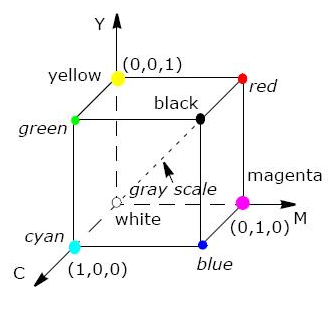 Y
yellow
(0,0,1)
red
black
green
magenta
gray scale
white
cyan
(0,1,0)
M
C
(1,0,0)
blue